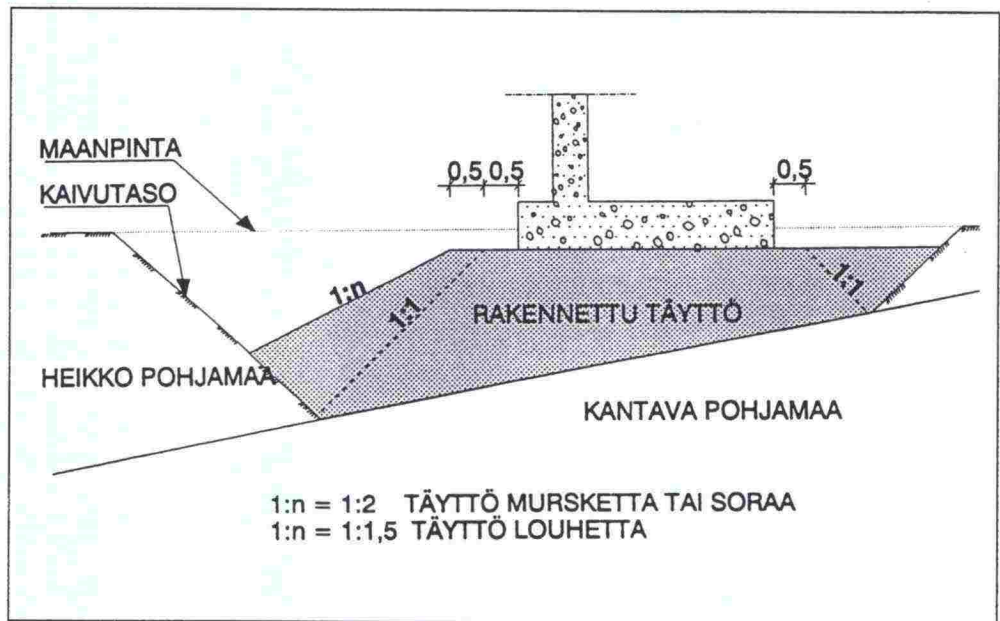 MAANPINTA
KAIVUTASO
0,5 0,5
0,5
1:n
1:1
1:1
RAKENNETTU TÄYTTÖ
HEIKKO POHJAMAA
KANTAVA POHJAMAA
1:n = 1:2 TÄYTTÖ MURSKETTA TAI SORAA
1:n = 1:1,5 TÄYTTÖ LOUHETTA